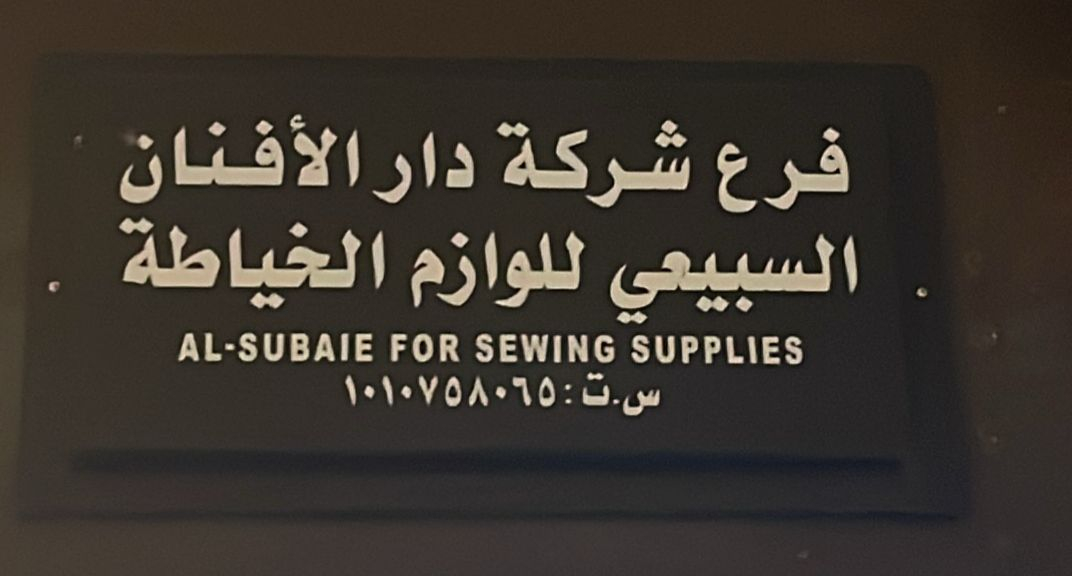 فرع شركة دار الأفنان
السبيعي للوازم الخياطة
AL-SUBAIE FOR SEWING SUPPLIES
س.ت: ١٠١٠٧٥٨٠٦٥